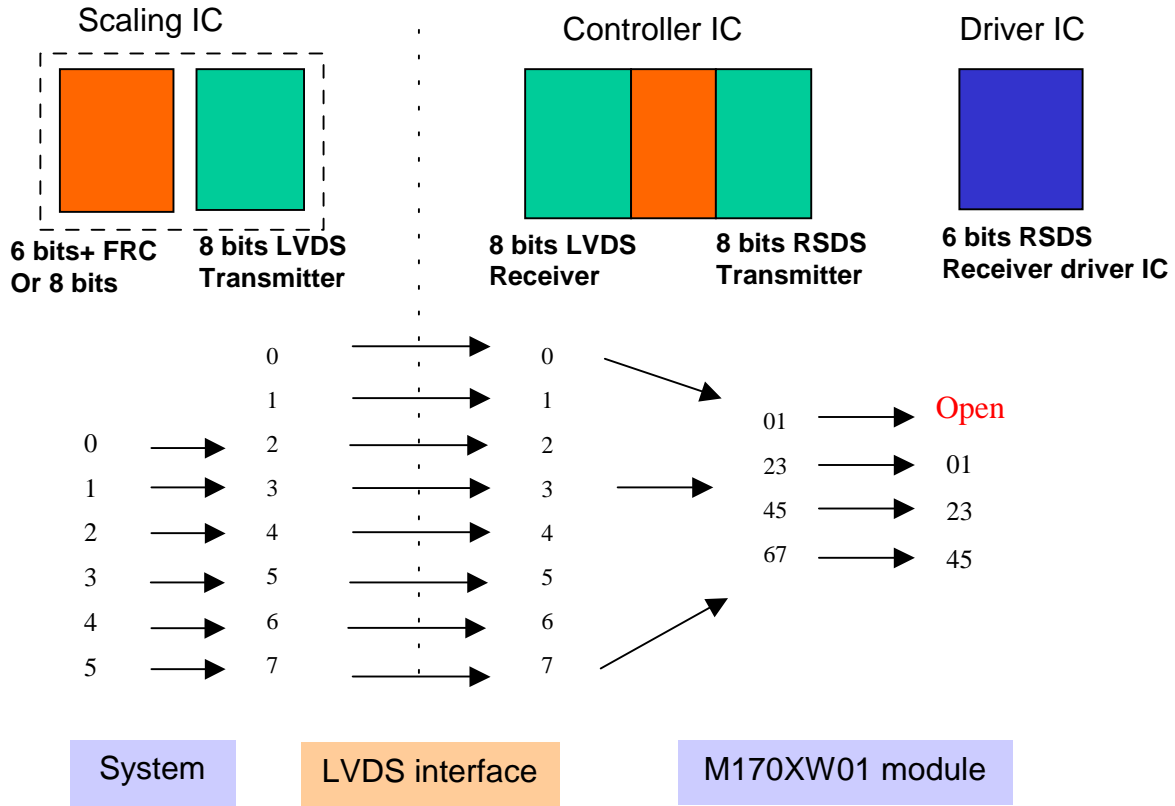 Scaling IC
Controller IC
Driver IC
6 bits+ FRC
Or 8 bits
8 bits LVDS
Transmitter
8 bits LVDS
Receiver
8 bits RSDS
Transmitter
6 bits RSDS
Receiver driver IC
0
1
2
3
4
5
0
1
2
3
4
5
6
7
0
1
2
3
4
5
6
7
01
23
45
67
Open
01
23
45
System
LVDS interface
M170XW01 module